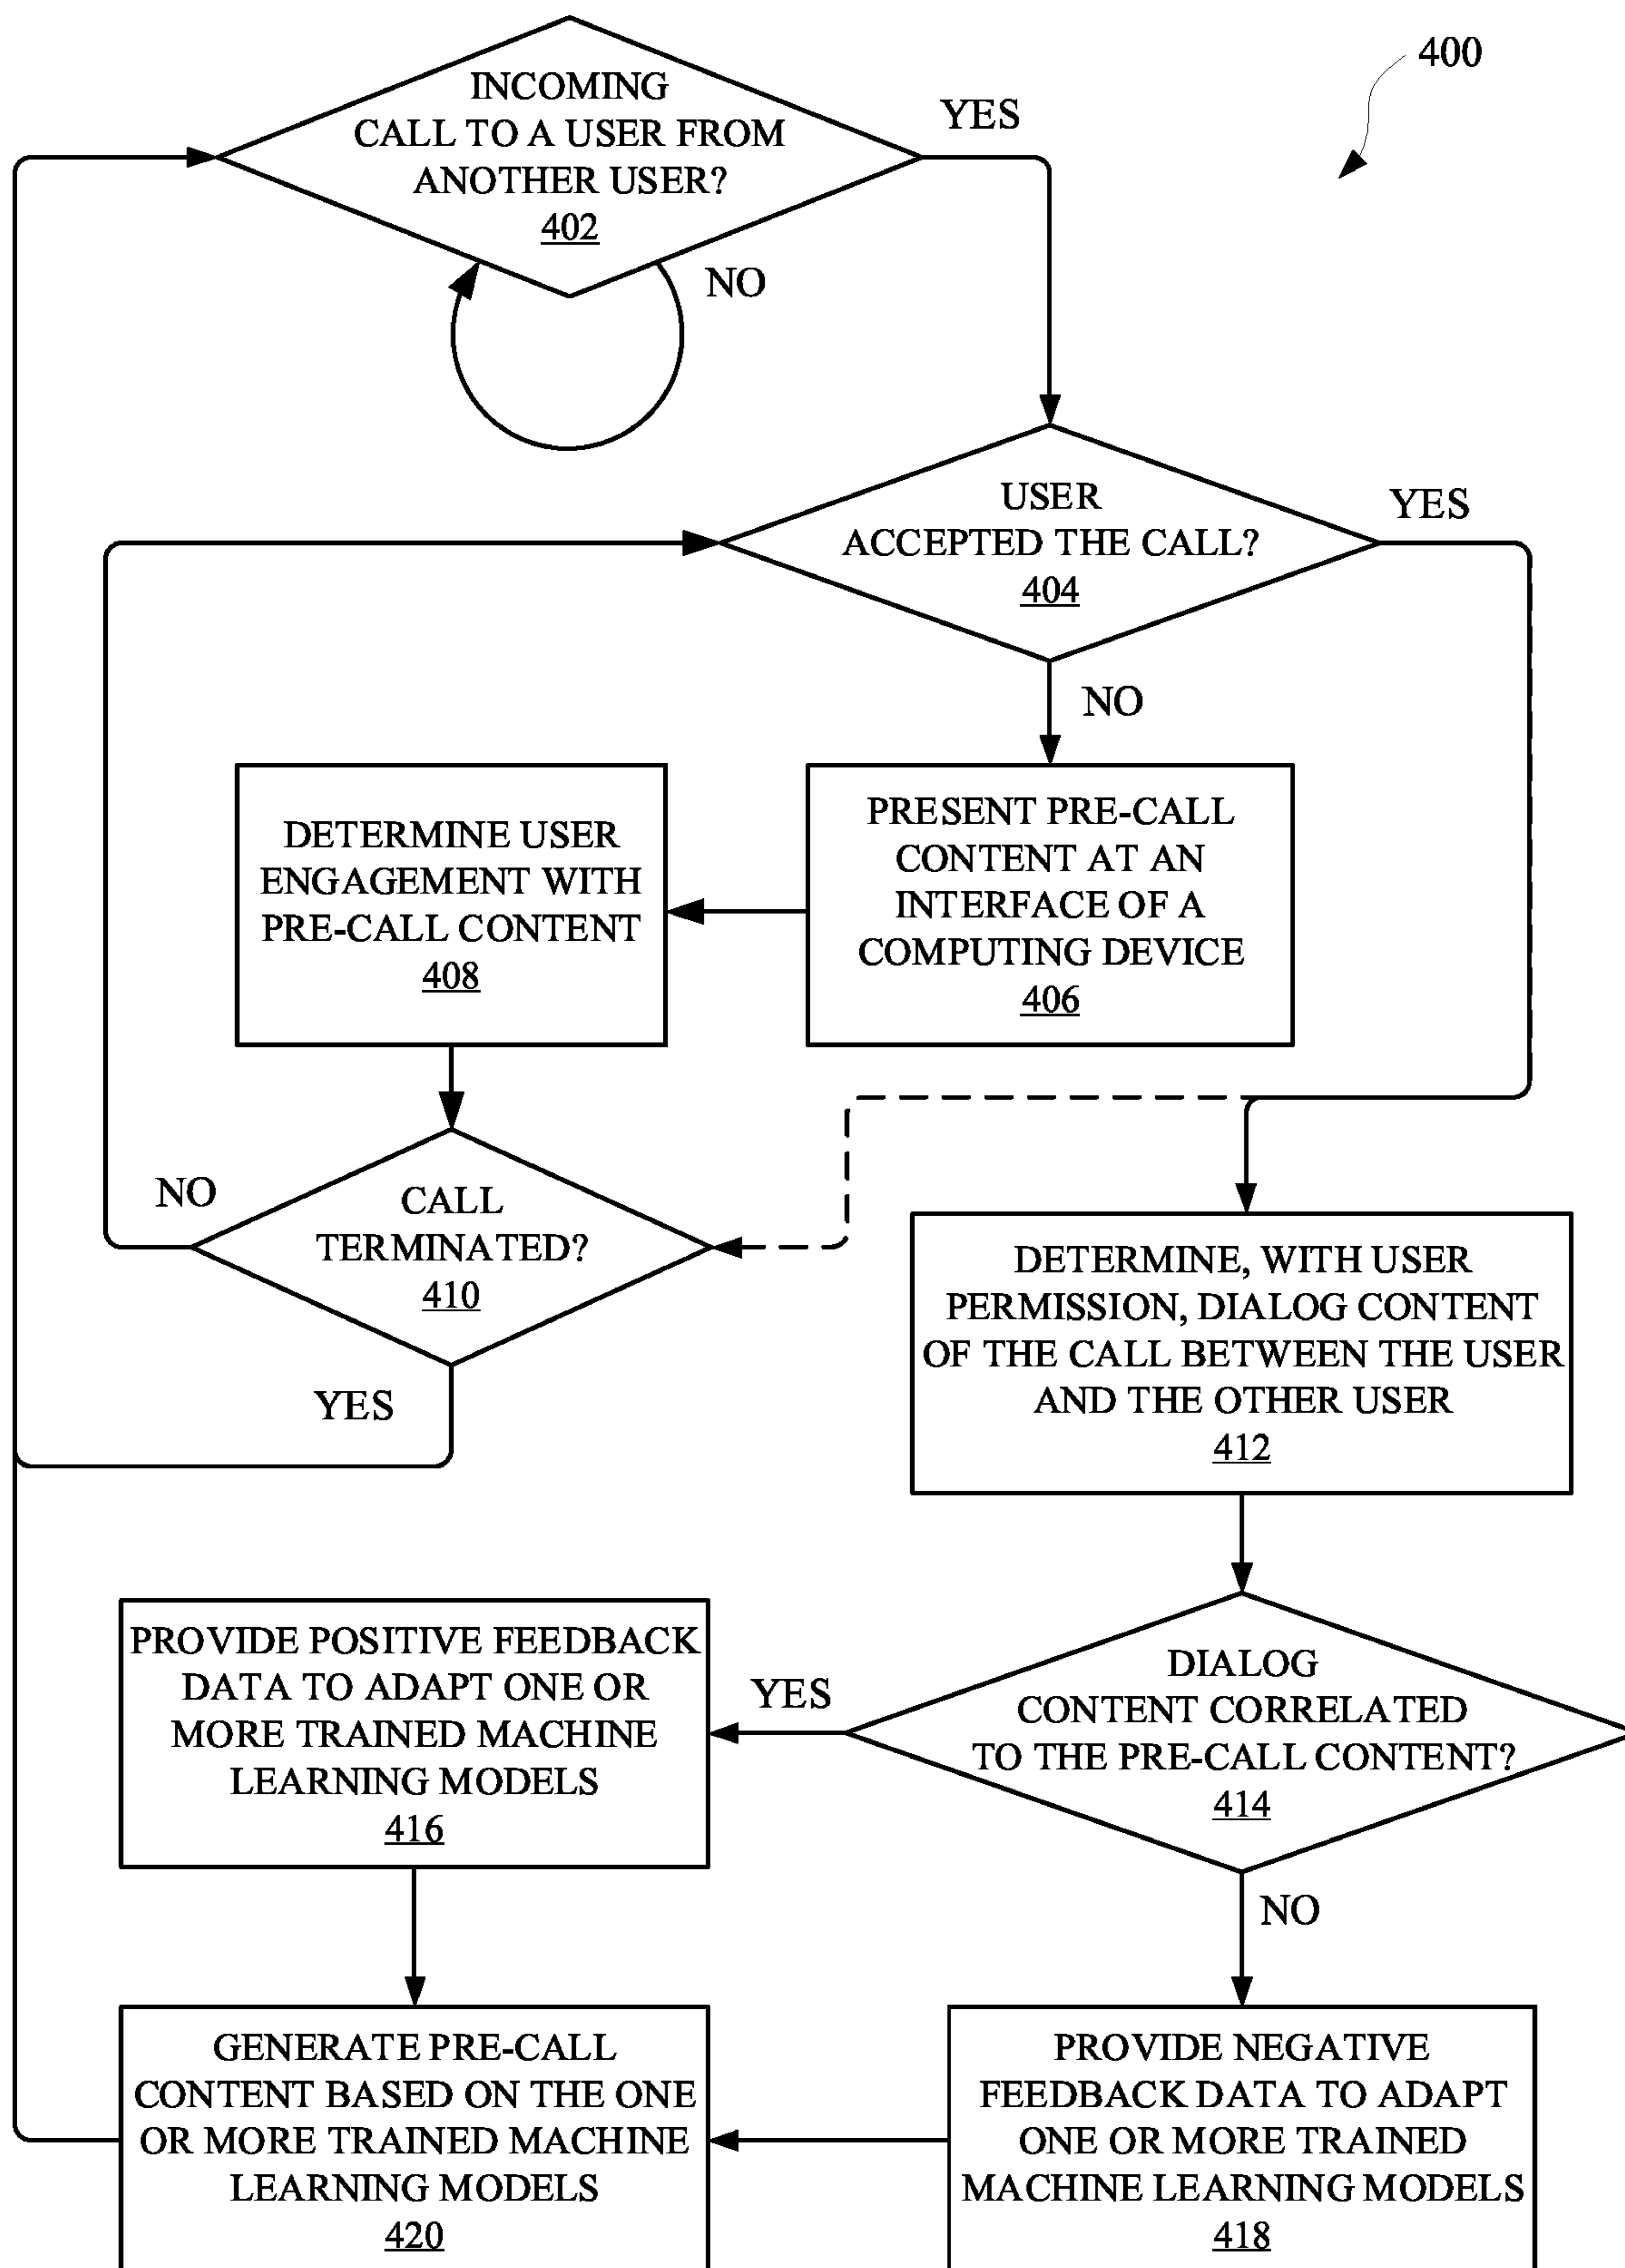 400
INCOMING
CALL TO A USER FROM
ANOTHER USER?
402
YES
NO
USER
ACCEPTED THE CALL?
404
YES
NO
DETERMINE USER
ENGAGEMENT WITH
PRE-CALL CONTENT
408
PRESENT PRE-CALL
CONTENT AT AN
INTERFACE OF A
COMPUTING DEVICE
406
NO
CALL
TERMINATED?
410
YES
DETERMINE, WITH USER
PERMISSION, DIALOG CONTENT
OF THE CALL BETWEEN THE USER
AND THE OTHER USER
412
PROVIDE POSITIVE FEEDBACK
DATA TO ADAPT ONE OR
MORE TRAINED MACHINE
LEARNING MODELS
416
YES
DIALOG
CONTENT CORRELATED
TO THE PRE-CALL CONTENT?
414
NO
GENERATE PRE-CALL
CONTENT BASED ON THE ONE
OR MORE TRAINED MACHINE
LEARNING MODELS
420
PROVIDE NEGATIVE
FEEDBACK DATA TO ADAPT
ONE OR MORE TRAINED
MACHINE LEARNING MODELS
418